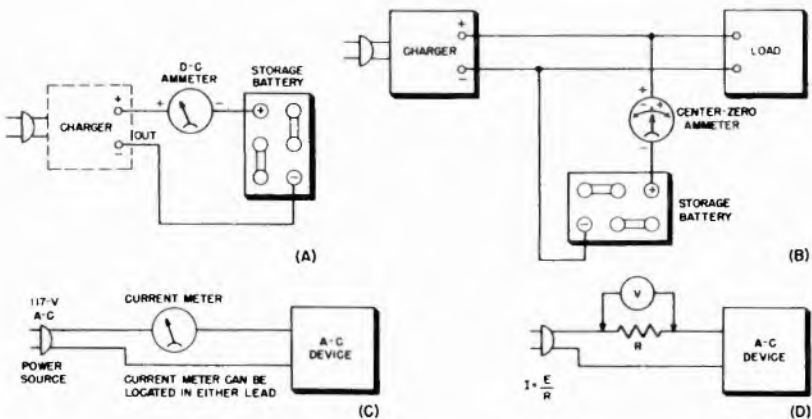 D-C
AMMETER
STORAGE
BATTERY
+
+
-
+
CHARGER
OUT
-
-
(A)
+
CHARGER
-
LOAD
+
- +
CENTER-ZERO
AMMETER
-
+
-
STORAGE
BATTERY
(B)
117-V
A-C
CURRENT METER
A-C
DEVICE
POWER
SOURCE
CURRENT METER CAN BE
LOCATED IN EITHER LEAD
(C)
V
R
A-C
DEVICE
I = E
R
(D)